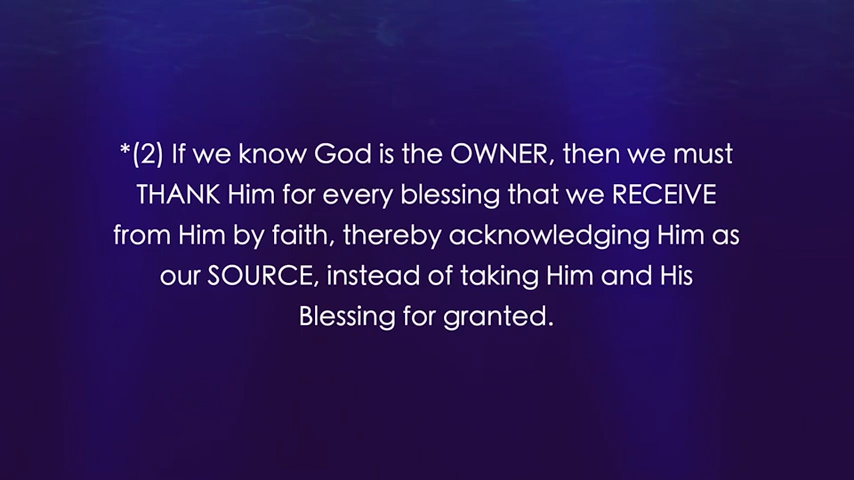 *(2) If we know God is the OWNER, then we must
THANK Him for every blessing that we RECEIVE
from Him by faith, thereby acknowledging Him as
our SOURCE, instead of taking Him and His
Blessing for granted.